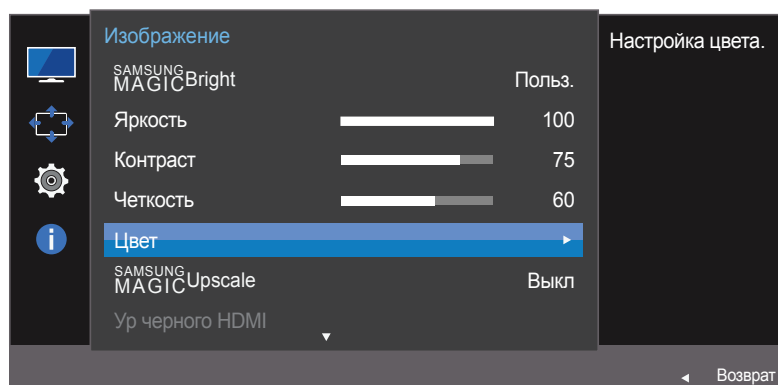 Изображение
Настройка цвета.
SAMSUNG
MAGICBright Польз.
Яркость 100
Контраст 75
Четкость 60
Цвет
SAMSUNG
MAGICUpscale Выкл
Ур черного HDMI
Возврат